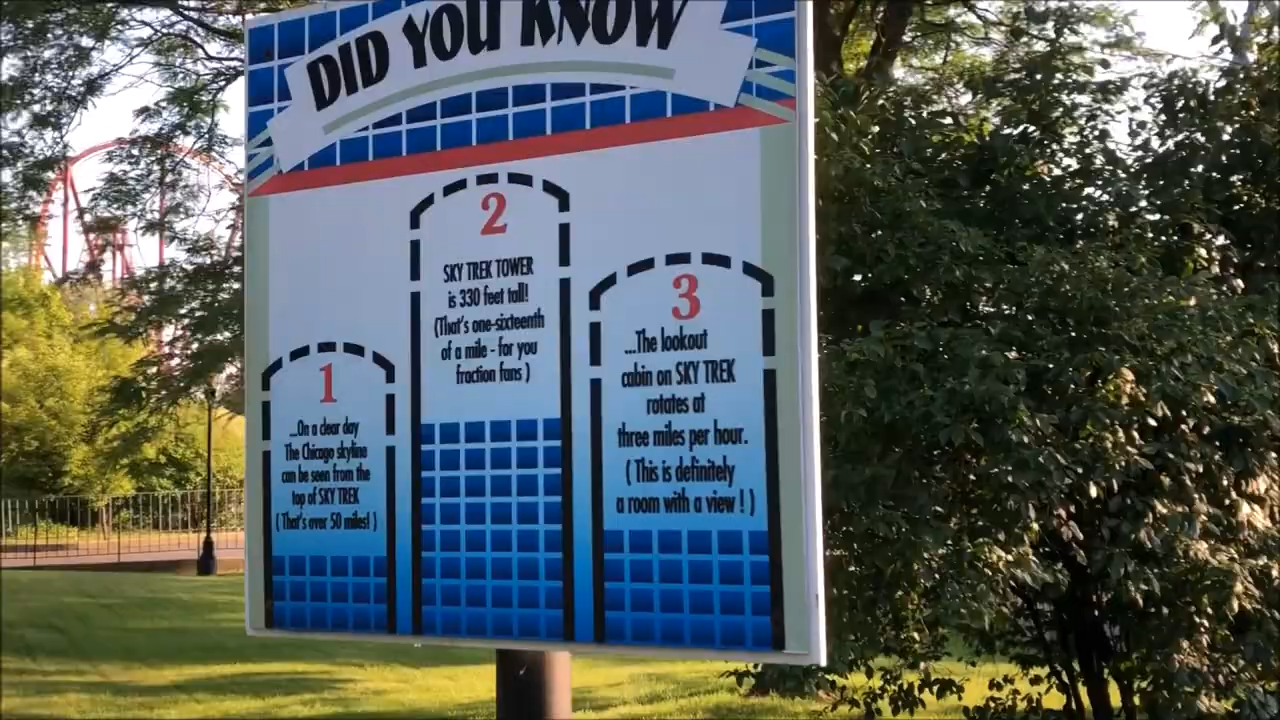 DID YOU KNOW
1
...On a clear day
The Chicago skyline
can be seen from the
top of SKY TREK
( That's over 50 miles! )
2
SKY TREK TOWER
is 330 feet tall!
(That's one-sixteenth
of a mile - for you
fraction fans )
3
...The lookout
cabin on SKY TREK
rotates at
three miles per hour.
( This is definitely
a room with a view ! )